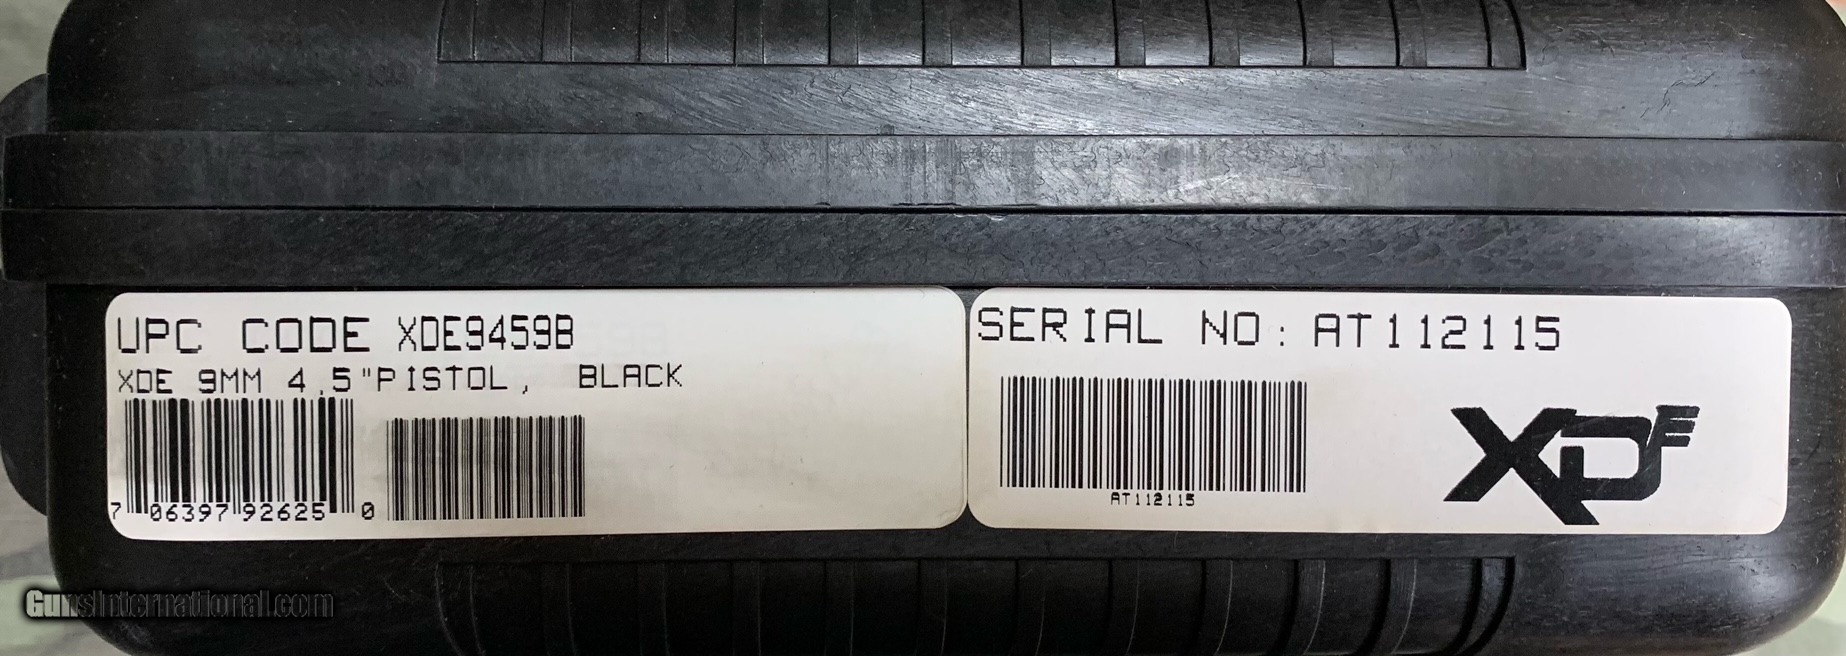 UPC CODE XDE9459B
XDE 9MM 4.5"PISTOL, BLACK
7 06397 92625 0
SERIAL NO: AT112115
AT112115
XDE
GunsInternational.com